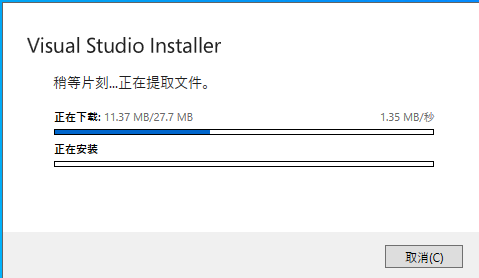 Visual Studio Installer
稍等片刻...正在提取文件。
正在下载: 11.37 MB/27.7 MB 1.35 MB/秒
正在安装
取消(C)